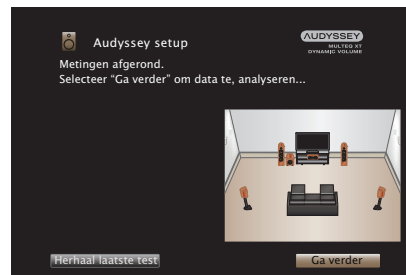 Audyssey setup
AUDYSSEY
MULTEQ XT
DYNAMIC VOLUME
Metingen afgerond.
Selecteer “Ga verder” om data te, analyseren...
Herhaal laatste test
Ga verder